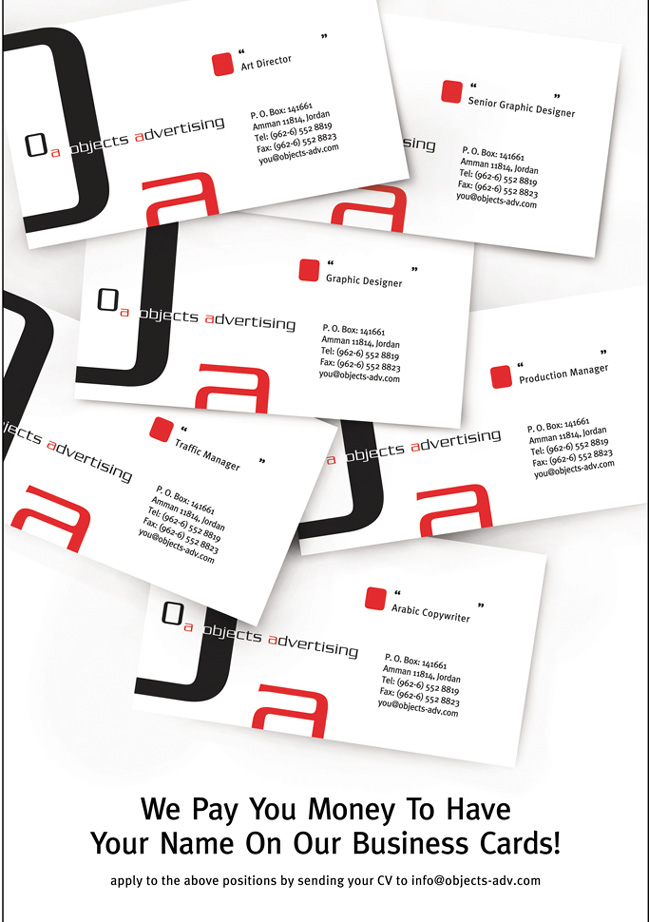 “ ”
Art Director
P. O. Box: 141661
Amman 11814, Jordan
Tel: (962-6) 552 8819
Fax: (962-6) 552 8823
you@objects-adv.com
Oa objects advertising
a
“ ”
Senior Graphic Designer
P. O. Box: 141661
Amman 11814, Jordan
Tel: (962-6) 552 8819
Fax: (962-6) 552 8823
you@objects-adv.com
sing
a
“ ”
Graphic Designer
P. O. Box: 141661
Amman 11814, Jordan
Tel: (962-6) 552 8819
Fax: (962-6) 552 8823
you@objects-adv.com
Oa objects advertising
a
“ ”
Production Manager
P. O. Box: 141661
Amman 11814, Jordan
Tel: (962-6) 552 8819
Fax: (962-6) 552 8823
you@objects-adv.com
a objects advertising
a
“ ”
Traffic Manager
P. O. Box: 141661
Amman 11814, Jordan
Tel: (962-6) 552 8819
Fax: (962-6) 552 8823
you@objects-adv.com
jects advertising
a
“ ”
Arabic Copywriter
P. O. Box: 141661
Amman 11814, Jordan
Tel: (962-6) 552 8819
Fax: (962-6) 552 8823
you@objects-adv.com
Oa objects advertising
a
We Pay You Money To Have
Your Name On Our Business Cards!
apply to the above positions by sending your CV to info@objects-adv.com